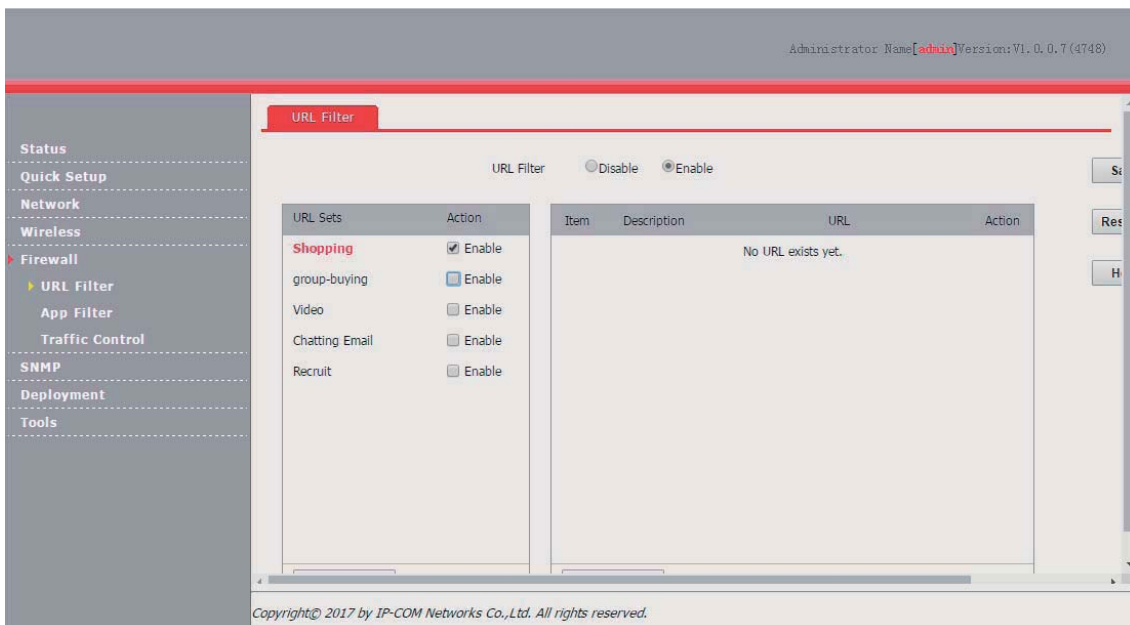 Administrator Name[admin]Version:V1.0.0.7(4748)
URL Filter
Status
Quick Setup
Network
Wireless
Firewall
URL Filter
App Filter
Traffic Control
SNMP
Deployment
Tools
URL Filter Disable Enable
URL Sets Action
Shopping Enable
group-buying Enable
Video Enable
Chatting Email Enable
Recruit Enable
Item Description URL Action
No URL exists yet.
Copyright© 2017 by IP-COM Networks Co.,Ltd. All rights reserved.